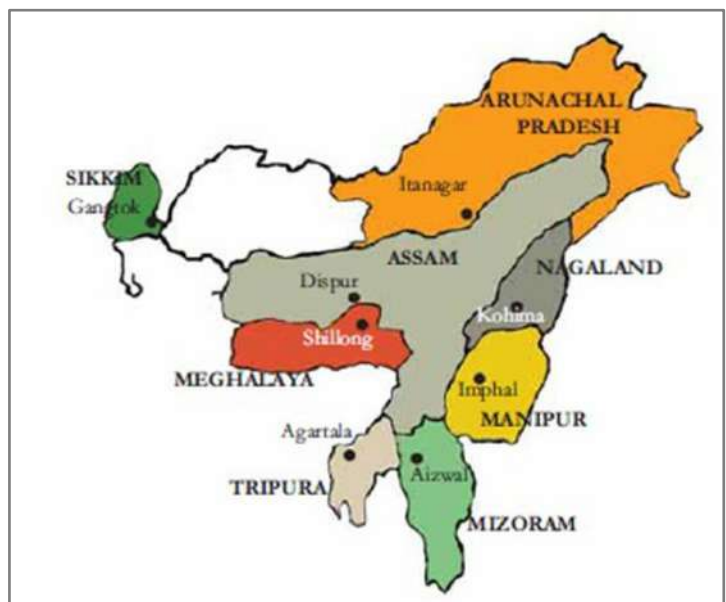 ARUNACHAL
PRADESH
SIKKIM
Gangtok
Itanagar
ASSAM
NAGALAND
Dispur
Kohima
Shillong
MEGHALAYA
Imphal
MANIPUR
Agartala
Aizwal
TRIPURA
MIZORAM